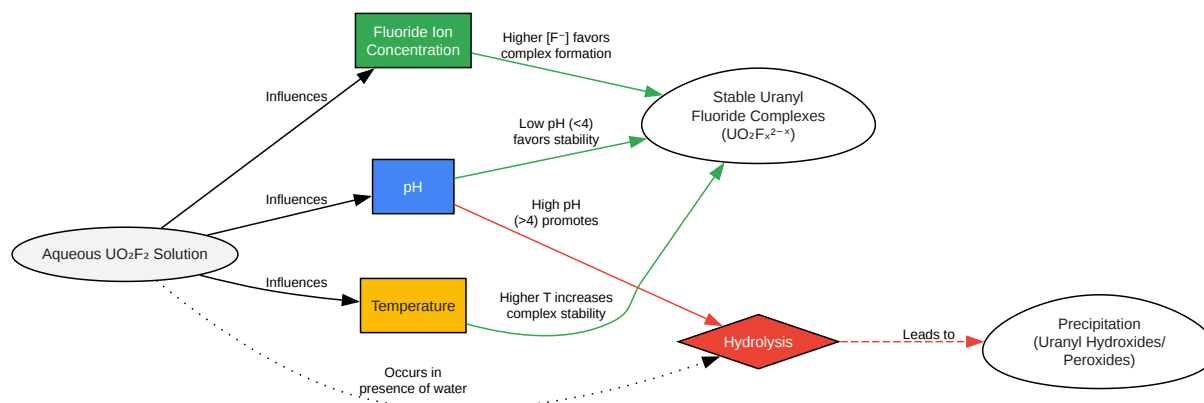 Fluoride Ion
Concentration
Higher [F⁻] favors
complex formation
Stable Uranyl
Fluoride Complexes
(UO₂Fₓ²⁻ˣ)
Influences
Low pH (<4)
favors stability
pH
Influences
High pH
(>4) promotes
Aqueous UO₂F₂ Solution
Influences
Temperature
Higher T increases
complex stability
Hydrolysis
Leads to
Precipitation
(Uranyl Hydroxides/
Peroxides)
Occurs in
presence of water